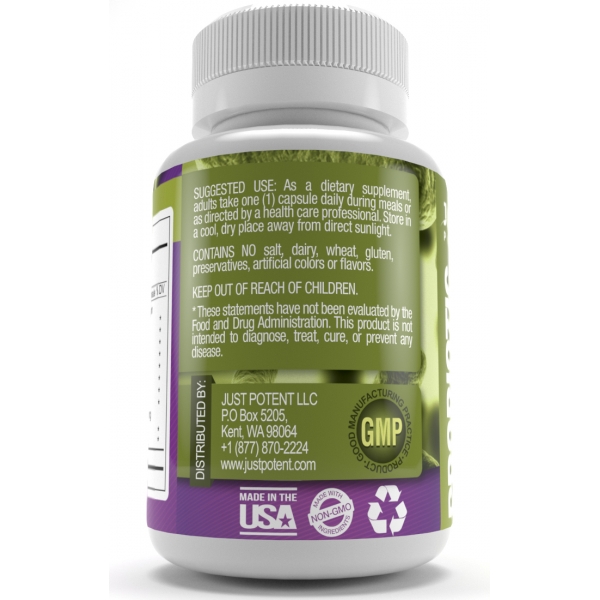 SUGGESTED USE: As a dietary supplement,
adults take one (1) capsule daily during meals or
as directed by a health care professional. Store in
a cool, dry place away from direct sunlight.
CONTAINS NO salt, dairy, wheat, gluten,
preservatives, artificial colors or flavors.
KEEP OUT OF REACH OF CHILDREN.
* These statements have not been evaluated by the
Food and Drug Administration. This product is not
intended to diagnose, treat, cure, or prevent any
disease.
DISTRIBUTED BY:
JUST POTENT LLC
P.O Box 5205,
Kent, WA 98064
+1 (877) 870-2224
www.justpotent.com
GOOD MANUFACTURING PRACTICE • PRODUCT •
GMP
MADE IN THE
USA
MADE WITH
NON-GMO
INGREDIENTS